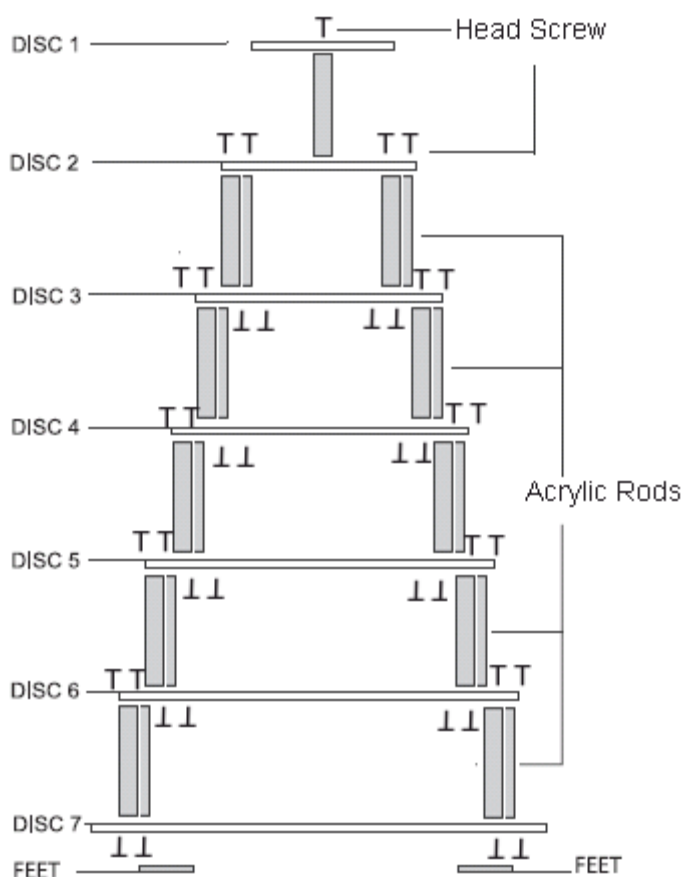 DISC 1
Head Screw
DISC 2
DISC 3
DISC 4
Acrylic Rods
DISC 5
DISC 6
DISC 7
FEET
FEET